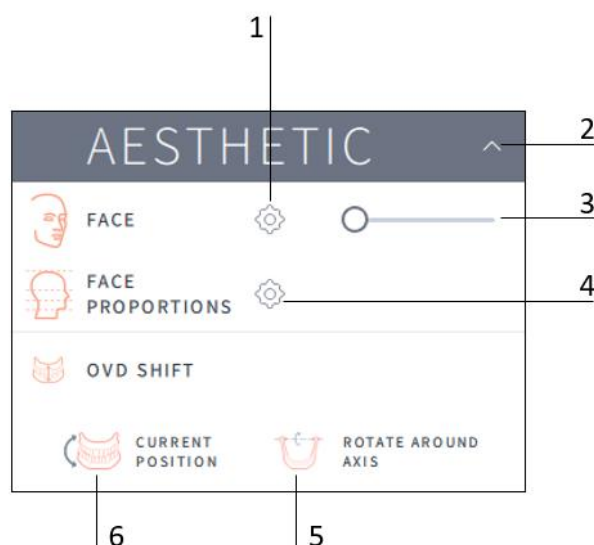 1
AESTHETIC
2
FACE
3
FACE
PROPORTIONS
4
OVD SHIFT
CURRENT
POSITION
ROTATE AROUND
AXIS
6
5